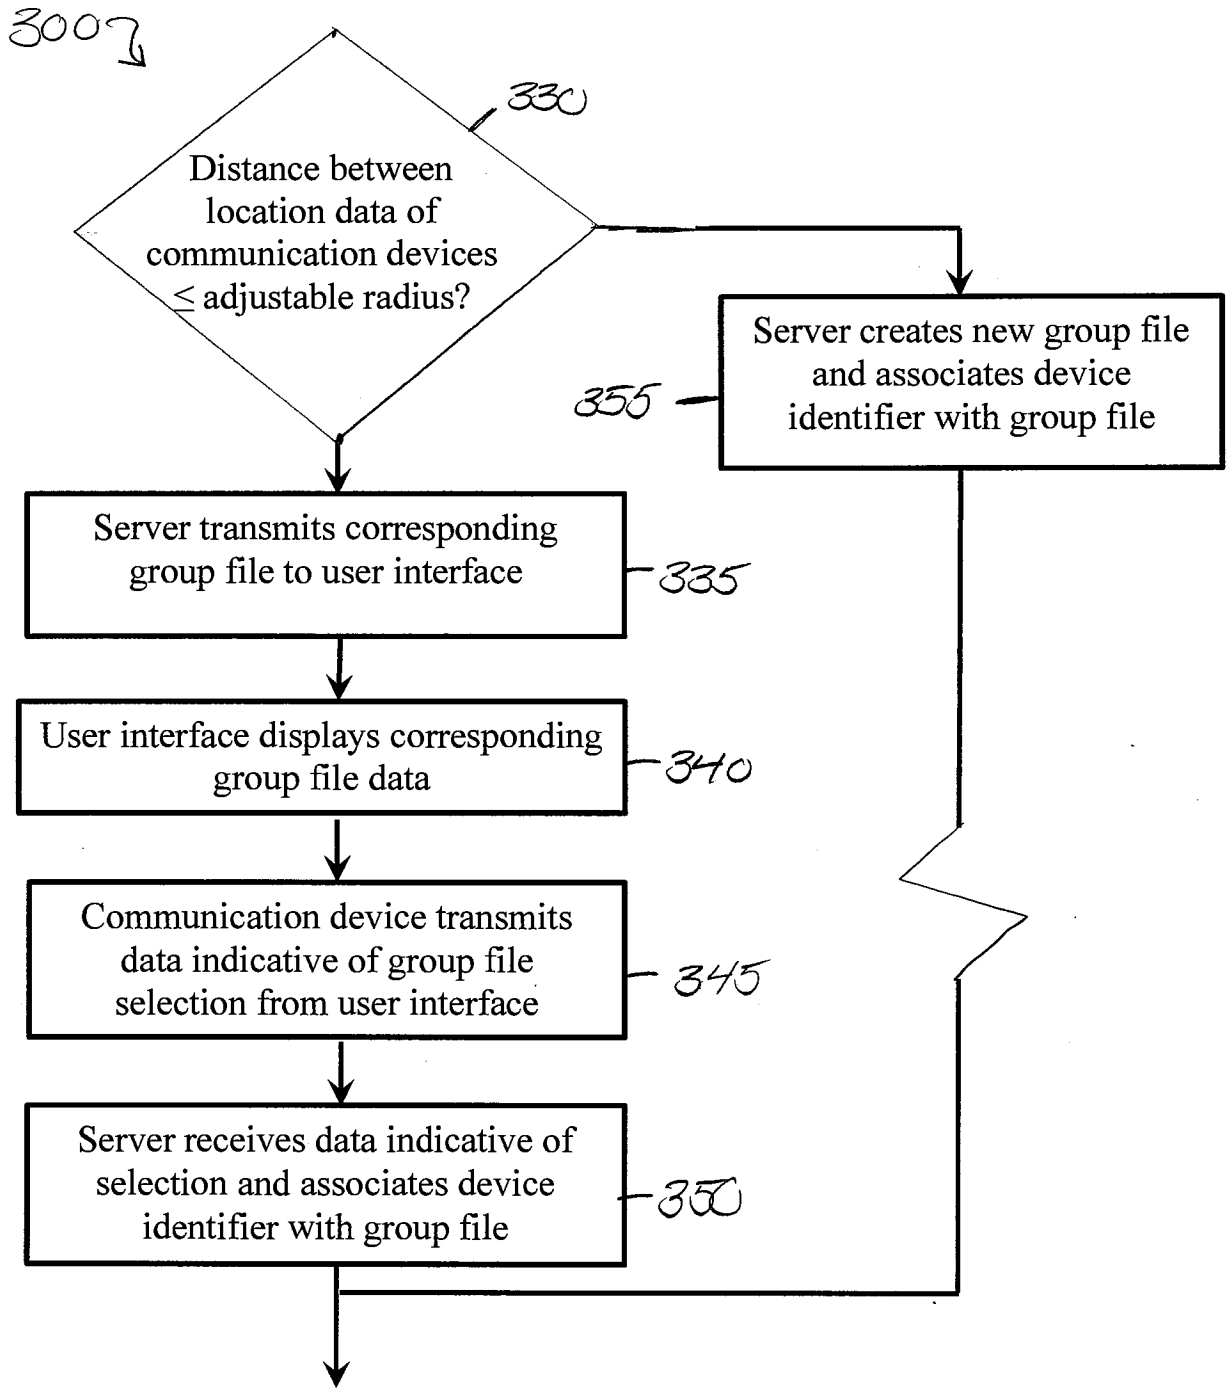 300
330
Distance between
location data of
communication devices
≤ adjustable radius?
Server creates new group file
and associates device
identifier with group file
355
Server transmits corresponding
group file to user interface
335
User interface displays corresponding
group file data
340
Communication device transmits
data indicative of group file
selection from user interface
345
Server receives data indicative of
selection and associates device
identifier with group file
350